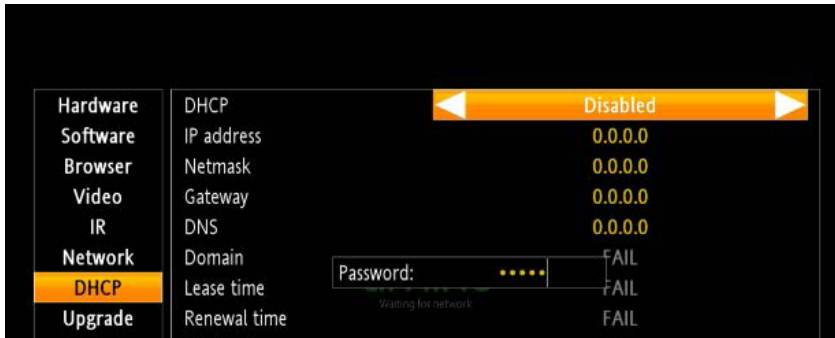 Hardware DHCP Disabled
Software IP address 0.0.0.0
Browser Netmask 0.0.0.0
Video Gateway 0.0.0.0
IR DNS 0.0.0.0
Network Domain FAIL
Password: •••••
DHCP Lease time FAIL
Waiting for network
Upgrade Renewal time FAIL